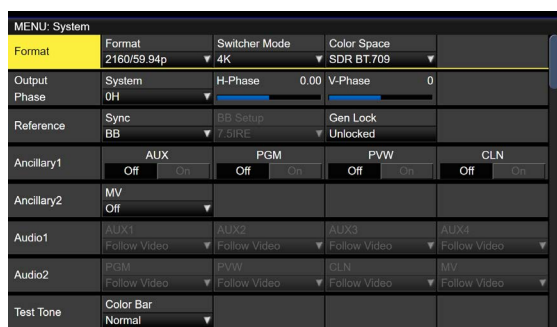 MENU: System
Format
Format
Switcher Mode
Color Space
2160/59.94p
4K
SDR BT.709
Output
Phase
System
H-Phase 0.00
V-Phase 0
0H
Reference
Sync
BB Setup
Gen Lock
BB
7.5IRE
Unlocked
Ancillary1
AUX
PGM
PVW
CLN
Off On Off On Off On Off On
Ancillary2
MV
Off
Audio1
AUX1
AUX2
AUX3
AUX4
Follow Video Follow Video Follow Video Follow Video
Audio2
PGM
PVW
CLN
MV
Follow Video Follow Video Follow Video Follow Video
Test Tone
Color Bar
Normal